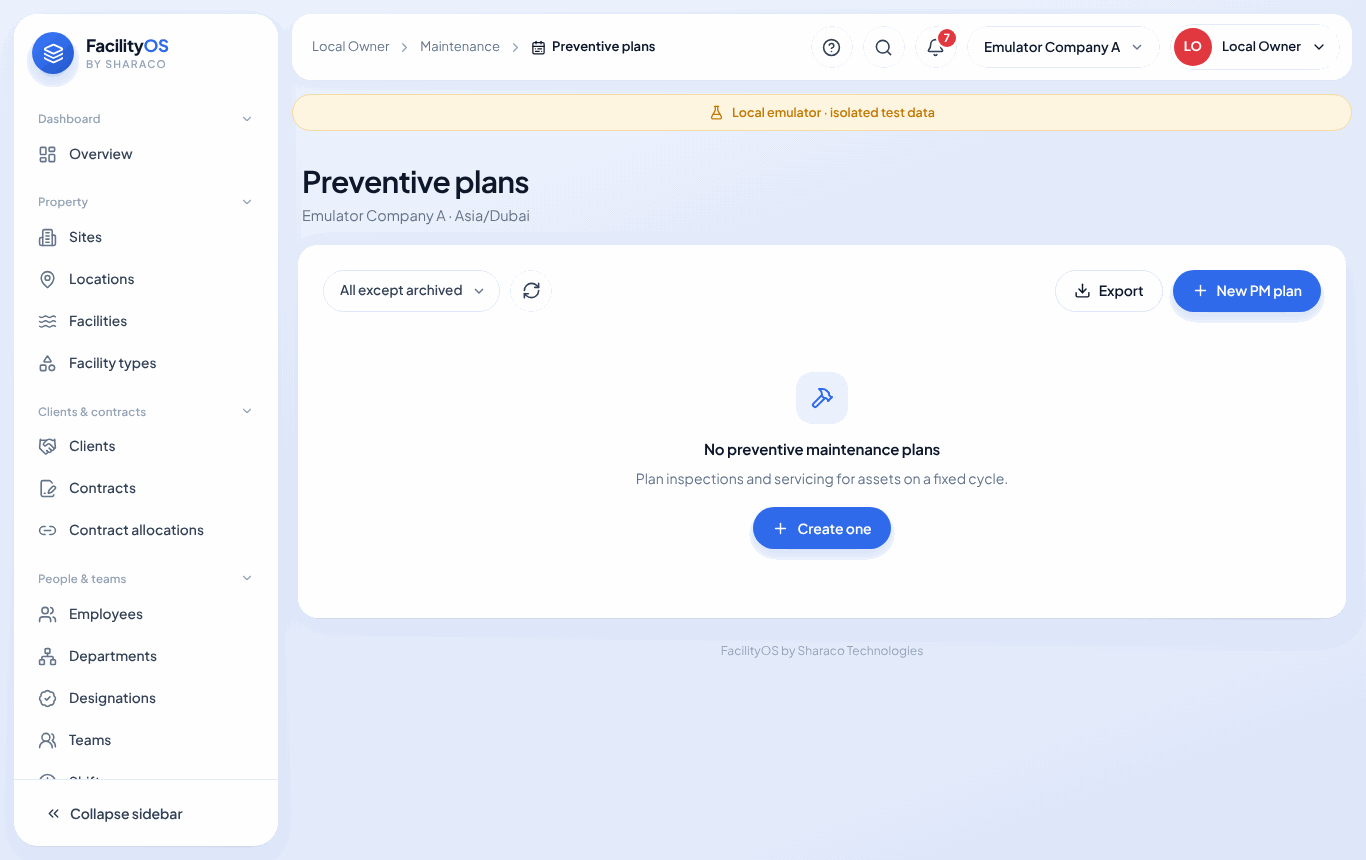 FacilityOS
BY SHARACO
Dashboard
Overview
Property
Sites
Locations
Facilities
Facility types
Clients & contracts
Clients
Contracts
Contract allocations
People & teams
Employees
Departments
Designations
Teams
Collapse sidebar
Local Owner
Maintenance
Preventive plans
7
Emulator Company A
LO
Local Owner
Local emulator · isolated test data
Preventive plans
Emulator Company A · Asia/Dubai
All except archived
Export
New PM plan
No preventive maintenance plans
Plan inspections and servicing for assets on a fixed cycle.
Create one
FacilityOS by Sharaco Technologies